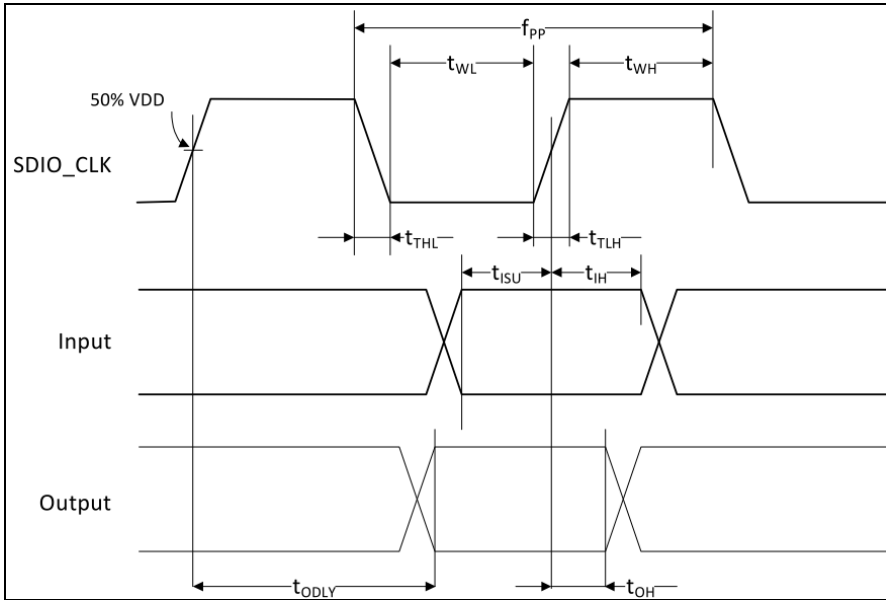 fPP
tWL
tWH
50% VDD
SDIO_CLK
tTHL
tTLH
tISU
tIH
Input
Output
tODLY
tOH